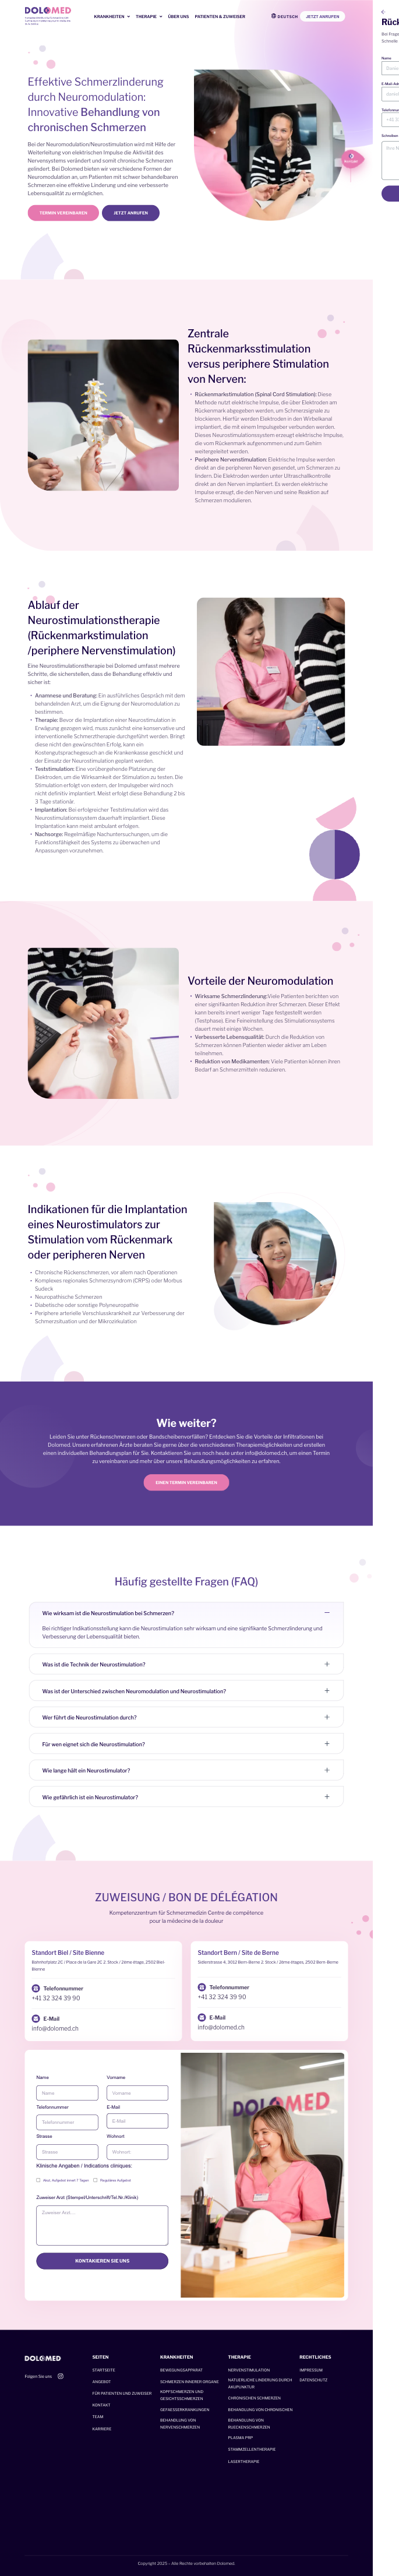 DOLOMED
KRANKHEITEN
THERAPIE
ÜBER UNS
PATIENTEN & ZUWEISER
DEUTSCH
JETZT ANRUFEN
Name
E-Mail-Ad
Effektive Schmerzlinderung
durch Neuromodulation:
Innovative Behandlung von
chronischen Schmerzen
Bei der Neuromodulation/Neurostimulation wird mit Hilfe der
Weiterleitung von elektrischen Impulse die Aktivität des
Nervensystems verändert und somit chronische Schmerzen
gelindert. Bei Dolomed bieten wir verschiedene Formen der
Neuromodulation an, um Patienten mit schwer behandelbaren
Schmerzen eine effektive Linderung und eine verbesserte
Lebensqualität zu ermöglichen.
TERMIN VEREINBAREN
JETZT ANRUFEN
Zentrale
Rückenmarksstimulation
versus periphere Stimulation
von Nerven:
• Rückenmarkstimulation (Spinal Cord Stimulation): Diese
Methode nutzt elektrische Impulse, die über Elektroden am
Rückenmark abgegeben werden, um Schmerzsignale zu
blockieren. Hierfür werden Elektroden in den Wirbelkanal
implantiert, die mit einem Impulsgeber verbunden werden.
Dieses Neurostimulationssystem erzeugt elektrische Impulse,
die vom Rückenmark aufgenommen und zum Gehirn
weitergeleitet werden.
• Periphere Nervenstimulation: Elektrische Impulse werden
direkt an die peripheren Nerven gesendet, um Schmerzen zu
lindern. Die Elektroden werden unter Ultraschallkontrolle
direkt an den Nerven implantiert. Es werden elektrische
Impulse erzeugt, die den Nerven und seine Reaktion auf
Schmerzen modulieren.
Ablauf der
Neurostimulationstherapie
(Rückenmarkstimulation
/periphere Nervenstimulation)
Eine Neurostimulationstherapie bei Dolomed umfasst mehrere
Schritte, die sicherstellen, dass die Behandlung effektiv und
sicher ist:
• Anamnese und Beratung: Ein ausführliches Gespräch mit dem
behandelnden Arzt, um die Eignung der Neuromodulation zu
bestimmen.
• Therapie: Bevor die Implantation einer Neurostimulation in
Erwägung gezogen wird, muss zunächst eine konservative und
interventionelle Schmerztherapie durchgeführt werden. Bringt
diese nicht den gewünschten Erfolg, kann ein
Kostengutsprachegesuch an die Krankenkasse geschickt und
der Einsatz der Neurostimulation geplant werden.
• Teststimulation: Eine vorübergehende Platzierung der
Elektroden, um die Wirksamkeit der Stimulation zu testen. Die
Stimulation erfolgt von extern, der Impulsgeber wird noch
nicht definitiv implantiert. Meist erfolgt diese Behandlung 2 bis
3 Tage stationär.
• Implantation: Bei erfolgreicher Teststimulation wird das
Neurostimulationssystem dauerhaft implantiert. Diese
Implantation kann meist ambulant erfolgen.
• Nachsorge: Regelmäßige Nachuntersuchungen, um die
Funktionsfähigkeit des Systems zu überwachen und
Anpassungen vorzunehmen.
Vorteile der Neuromodulation
• Wirksame Schmerzlinderung: Viele Patienten berichten von
einer signifikanten Reduktion ihrer Schmerzen. Dieser Effekt
kann bereits innert weniger Tage festgestellt werden
(Testphase). Eine Feineinstellung des Stimulationssystems
dauert meist einige Wochen.
• Verbesserte Lebensqualität: Durch die Reduktion von
Schmerzen können Patienten wieder aktiver am Leben
teilnehmen.
• Reduktion von Medikamenten: Viele Patienten können ihren
Bedarf an Schmerzmitteln reduzieren.
Indikationen für die Implantation
eines Neurostimulators zur
Stimulation vom Rückenmark
oder peripheren Nerven
• Chronische Rückenschmerzen, vor allem nach Operationen
• Komplexes regionales Schmerzsyndrom (CRPS) oder Morbus
Sudeck
• Neuropathische Schmerzen
• Diabetische oder sonstige Polyneuropathie
• Periphere arterielle Verschlusskrankheit zur Verbesserung der
Schmerzsituation und der Mikrozirkulation
Wie weiter?
Leiden Sie unter Rückenschmerzen oder Bandscheibenvorfällen? Entdecken Sie die Vorteile der Infiltrationen bei
Dolomed. Unsere erfahrenen Ärzte beraten Sie gerne über die verschiedenen Therapiemöglichkeiten und erstellen
einen individuellen Behandlungsplan für Sie. Kontaktieren Sie uns noch heute unter info@dolomed.ch, um einen Termin
zu vereinbaren und mehr über unsere Behandlungsmöglichkeiten zu erfahren.
EINEN TERMIN VEREINBAREN
Häufig gestellte Fragen (FAQ)
Wie wirksam ist die Neurostimulation bei Schmerzen?
Bei richtiger Indikationsstellung kann die Neurostimulation sehr wirksam und eine signifikante Schmerzlinderung und
Verbesserung der Lebensqualität bieten.
Was ist die Technik der Neurostimulation?
Was ist der Unterschied zwischen Neuromodulation und Neurostimulation?
Wer führt die Neurostimulation durch?
Für wen eignet sich die Neurostimulation?
Wie lange hält ein Neurostimulator?
Wie gefährlich ist ein Neurostimulator?
ZUWEISUNG / BON DE DÉLÉGATION
Kompetenzzentrum für Schmerzmedizin Centre de compétence
pour la médecine de la douleur
Standort Biel / Site Bienne
Bahnhofplatz 2C / Place de la Gare 2C 2. Stock / 2ème étage, 2502 Biel-
Bienne
Telefonnummer
+41 32 324 39 90
E-Mail
info@dolomed.ch
Standort Bern / Site de Berne
Telefonnummer
+41 32 324 39 90
E-Mail
info@dolomed.ch
Name
Vorname
Name
Vorname
Telefonnummer
E-Mail
Telefonnummer
E-Mail
Strasse
Wohnort
Strasse
Wohnort
Klinische Angaben / Indications cliniques:
Akut, Aufgebot innert 7 Tagen
Reguläres Aufgebot
Zuweiser Arzt (Stempel/Unterschrift/Tel.Nr./Klinik)
Zuweiser Arzt ...
KONTAKIEREN SIE UNS
DOLOMED
DOLOMED
Folgen Sie uns
SEITEN
STARTSEITE
ANGEBOT
FÜR PATIENTEN UND ZUWEISER
KONTAKT
TEAM
KARRIERE
KRANKHEITEN
BEWEGUNGSAPPARAT
SCHMERZEN INNERER ORGANE
KOPFSCHMERZEN UND
GESICHTSSCHMERZEN
GEFAESSERKRANKUNGEN
BEHANDLUNG VON
NERVENSCHMERZEN
THERAPIE
NERVENSTIMULATION
NATUERLICHE LINDERUNG DURCH
AKUPUNKTUR
CHRONISCHEN SCHMERZEN
BEHANDLUNG VON CHRONISCHEN
BEHANDLUNG VON
RUECKENSCHMERZEN
PLASMA PRP
STAMMZELLENTHERAPIE
LASERTHERAPIE
RECHTLICHES
IMPRESSUM
DATENSCHUTZ
Copyright 2025 – Alle Rechte vorbehalten Dolomed.